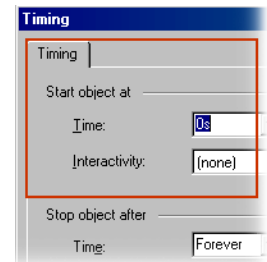 Timing
Timing
Start object at
Time: 0s
Interactivity: (none)
Stop object after
Time: Forever